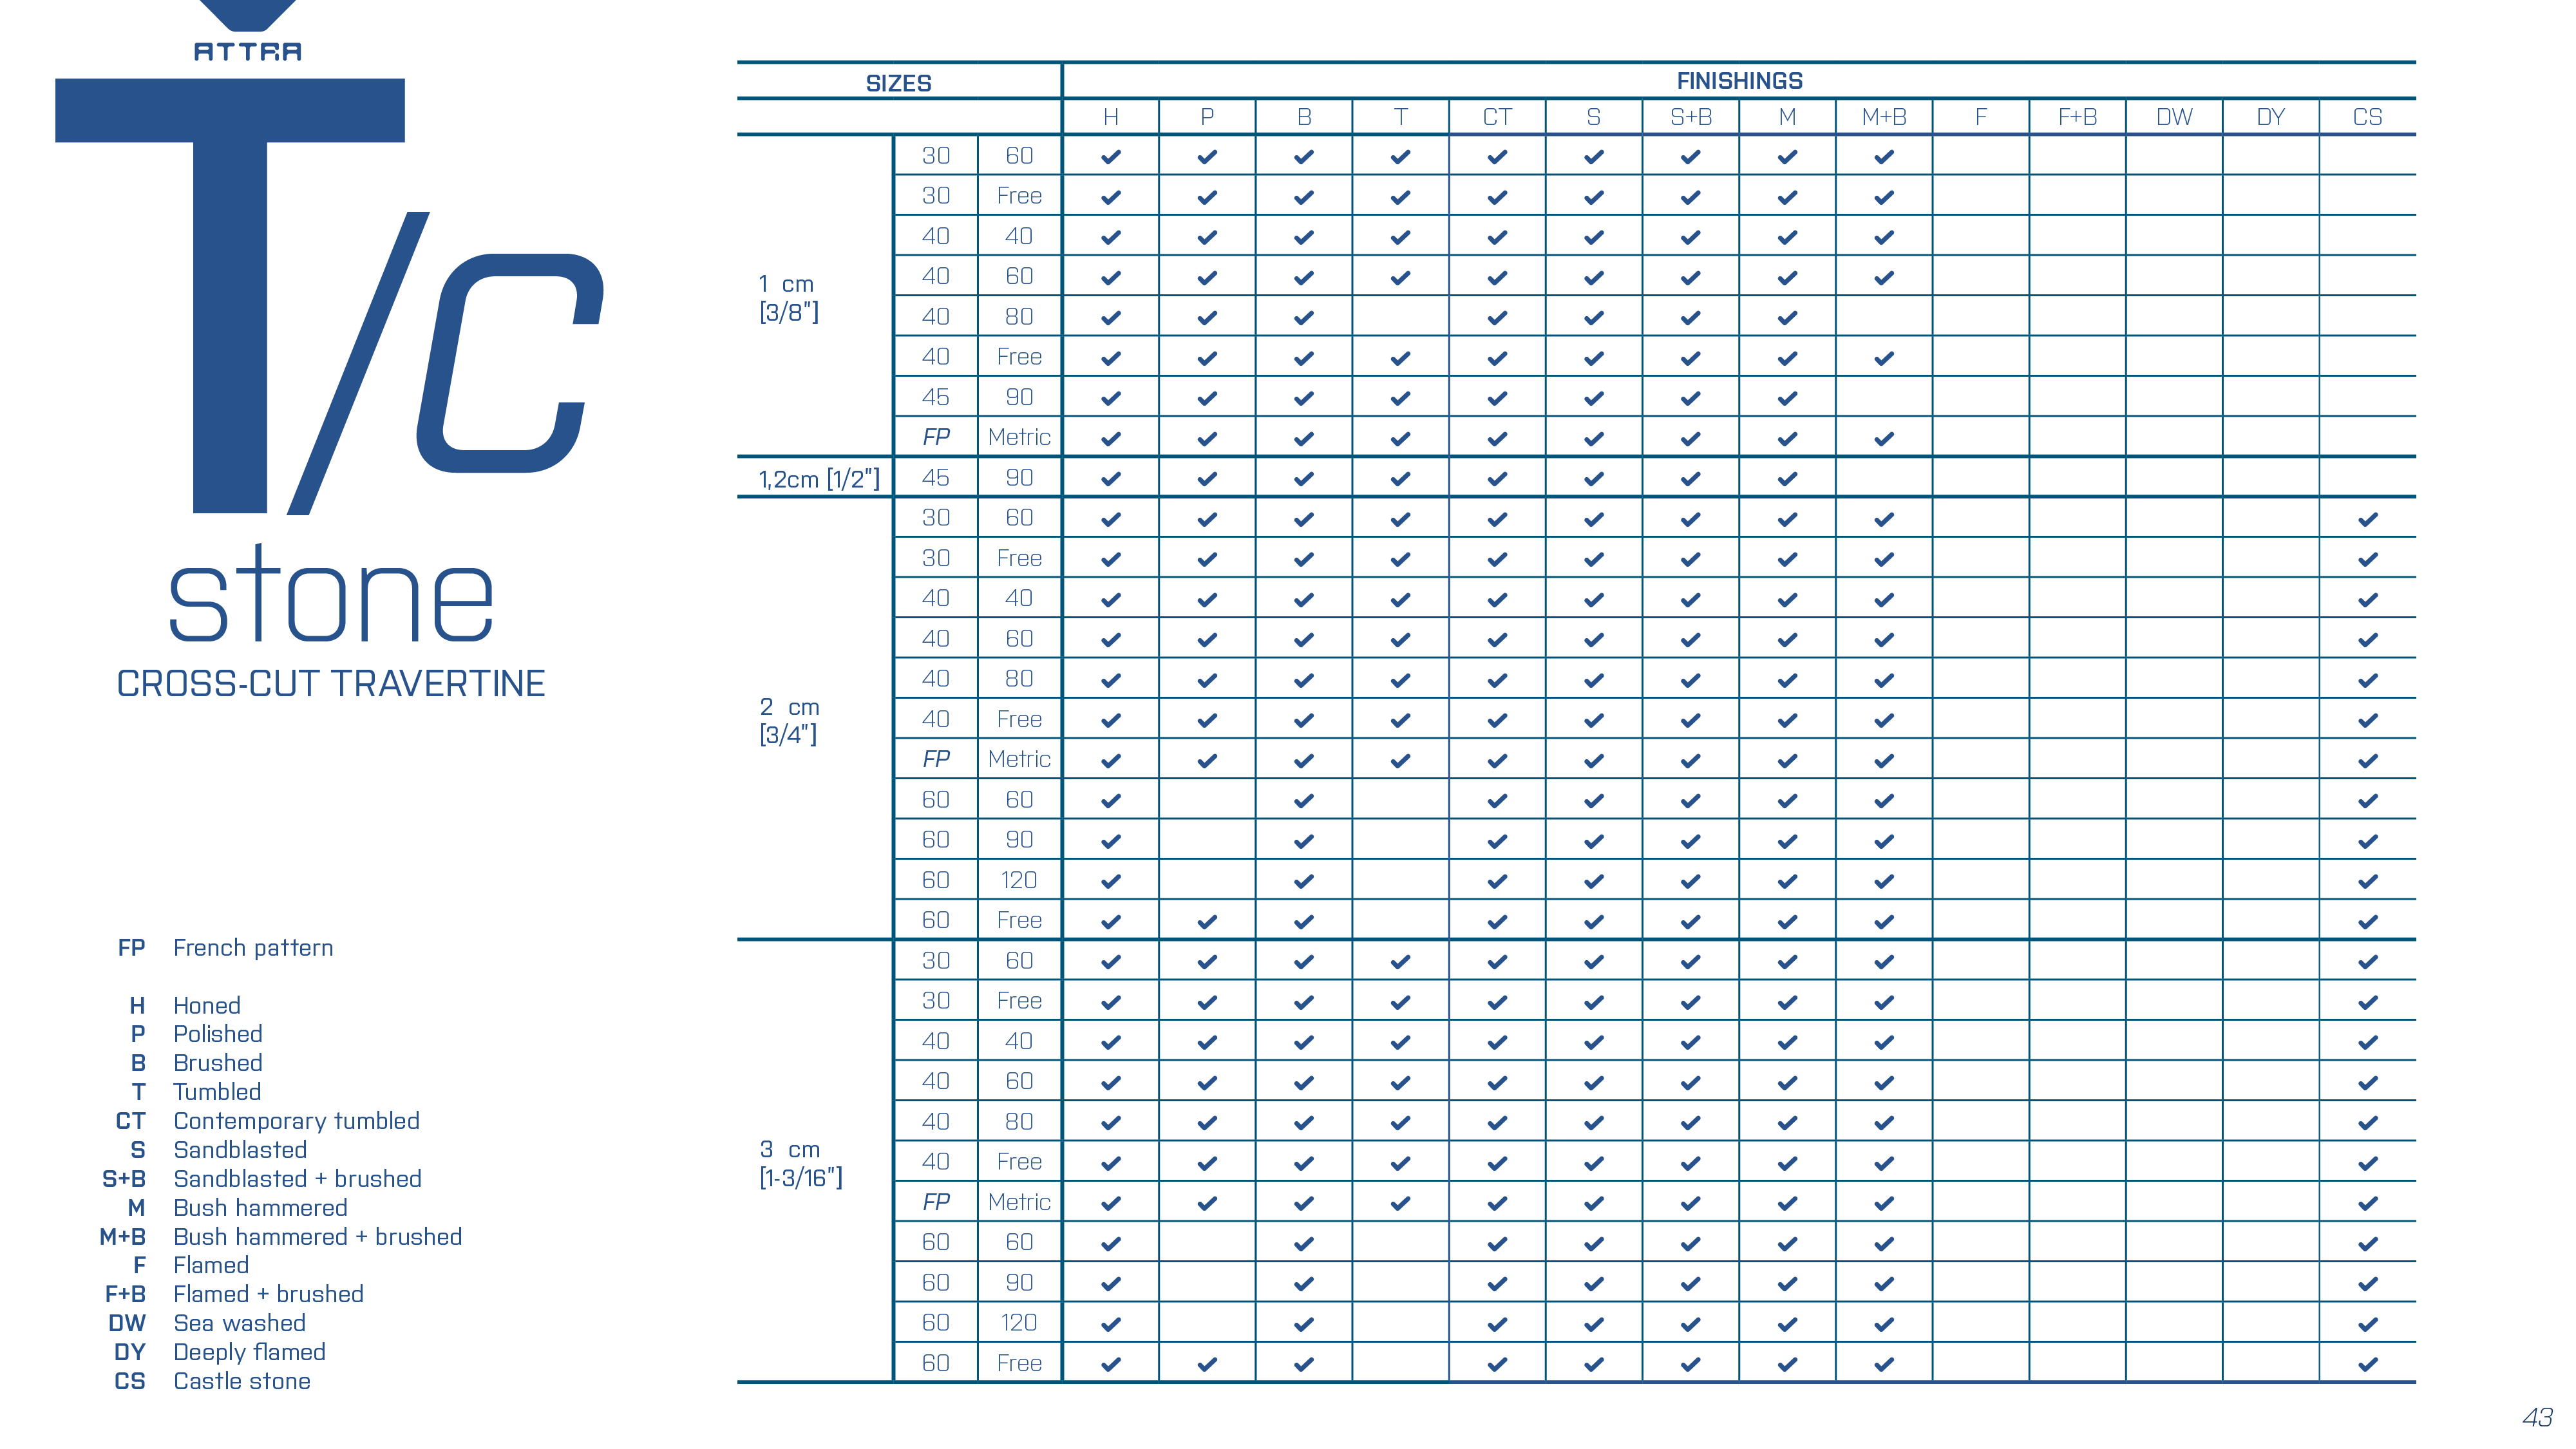 ATTRA
T/c
stone
CROSS-CUT TRAVERTINE
FP French pattern
H Honed
P Polished
B Brushed
T Tumbled
CT Contemporary tumbled
S Sandblasted
S+B Sandblasted + brushed
M Bush hammered
M+B Bush hammered + brushed
F Flamed
F+B Flamed + brushed
DW Sea washed
DY Deeply flamed
CS Castle stone
SIZES FINISHINGS
H P B T CT S S+B M M+B F F+B DW DY CS
1 cm
[3/8"]
30 60 ✓ ✓ ✓ ✓ ✓ ✓ ✓ ✓ ✓
30 Free ✓ ✓ ✓ ✓ ✓ ✓ ✓ ✓ ✓
40 40 ✓ ✓ ✓ ✓ ✓ ✓ ✓ ✓ ✓
40 60 ✓ ✓ ✓ ✓ ✓ ✓ ✓ ✓ ✓
40 80 ✓ ✓ ✓ ✓ ✓ ✓ ✓
40 Free ✓ ✓ ✓ ✓ ✓ ✓ ✓ ✓ ✓
45 90 ✓ ✓ ✓ ✓ ✓ ✓ ✓ ✓
FP Metric ✓ ✓ ✓ ✓ ✓ ✓ ✓ ✓ ✓
1,2cm [1/2"] 45 90 ✓ ✓ ✓ ✓ ✓ ✓ ✓ ✓
2 cm
[3/4"]
30 60 ✓ ✓ ✓ ✓ ✓ ✓ ✓ ✓ ✓ ✓
30 Free ✓ ✓ ✓ ✓ ✓ ✓ ✓ ✓ ✓ ✓
40 40 ✓ ✓ ✓ ✓ ✓ ✓ ✓ ✓ ✓ ✓
40 60 ✓ ✓ ✓ ✓ ✓ ✓ ✓ ✓ ✓ ✓
40 80 ✓ ✓ ✓ ✓ ✓ ✓ ✓ ✓ ✓ ✓
40 Free ✓ ✓ ✓ ✓ ✓ ✓ ✓ ✓ ✓ ✓
FP Metric ✓ ✓ ✓ ✓ ✓ ✓ ✓ ✓ ✓ ✓
60 60 ✓ ✓ ✓ ✓ ✓ ✓ ✓ ✓
60 90 ✓ ✓ ✓ ✓ ✓ ✓ ✓ ✓
60 120 ✓ ✓ ✓ ✓ ✓ ✓ ✓ ✓
60 Free ✓ ✓ ✓ ✓ ✓ ✓ ✓ ✓ ✓
3 cm
[1-3/16"]
30 60 ✓ ✓ ✓ ✓ ✓ ✓ ✓ ✓ ✓ ✓
30 Free ✓ ✓ ✓ ✓ ✓ ✓ ✓ ✓ ✓ ✓
40 40 ✓ ✓ ✓ ✓ ✓ ✓ ✓ ✓ ✓ ✓
40 60 ✓ ✓ ✓ ✓ ✓ ✓ ✓ ✓ ✓ ✓
40 80 ✓ ✓ ✓ ✓ ✓ ✓ ✓ ✓ ✓ ✓
40 Free ✓ ✓ ✓ ✓ ✓ ✓ ✓ ✓ ✓ ✓
FP Metric ✓ ✓ ✓ ✓ ✓ ✓ ✓ ✓ ✓ ✓
60 60 ✓ ✓ ✓ ✓ ✓ ✓ ✓ ✓
60 90 ✓ ✓ ✓ ✓ ✓ ✓ ✓ ✓
60 120 ✓ ✓ ✓ ✓ ✓ ✓ ✓ ✓
60 Free ✓ ✓ ✓ ✓ ✓ ✓ ✓ ✓ ✓
43